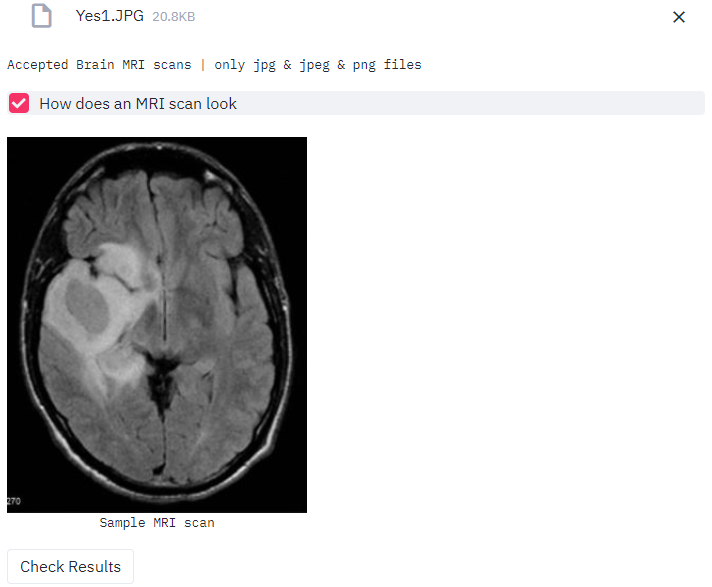 Yes1.JPG 20.8KB
Accepted Brain MRI scans | only jpg & jpeg & png files
How does an MRI scan look
270
Sample MRI scan
Check Results